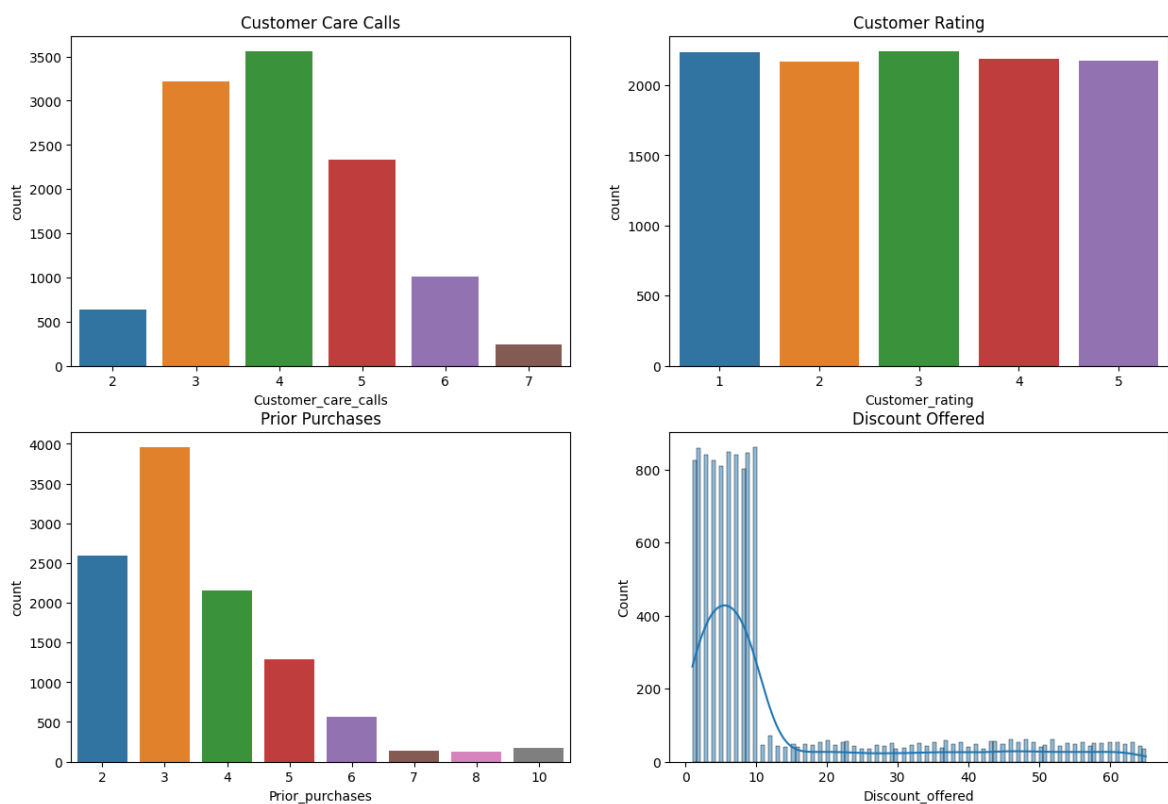 Customer Care Calls
3500
3000
2500
2000
1500
1000
500
0
count
2 3 4 5 6 7
Customer_care_calls
Customer Rating
2000
1500
1000
500
0
count
1 2 3 4 5
Customer_rating
Prior Purchases
4000
3500
3000
2500
2000
1500
1000
500
0
count
2 3 4 5 6 7 8 10
Prior_purchases
Discount Offered
800
600
400
200
0
Count
0 10 20 30 40 50 60
Discount_offered